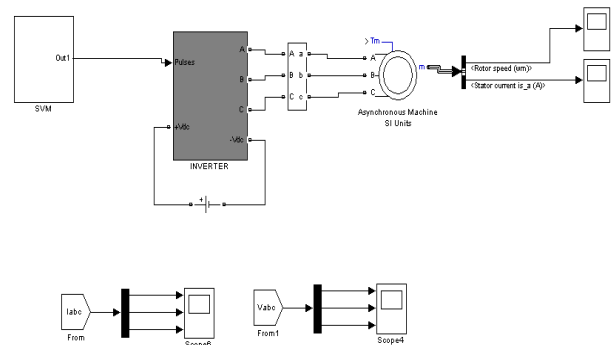 Out1
SVM
Pulses
A
B
C
+Vdc
-Vdc
INVERTER
+
A a
B b
C c
Tm
A
B
C
m
Asynchronous Machine
SI Units
<Rotor speed (wm)>
<Stator current is_a (A)>
Iabc
From
Scope6
Vabc
From1
Scope4